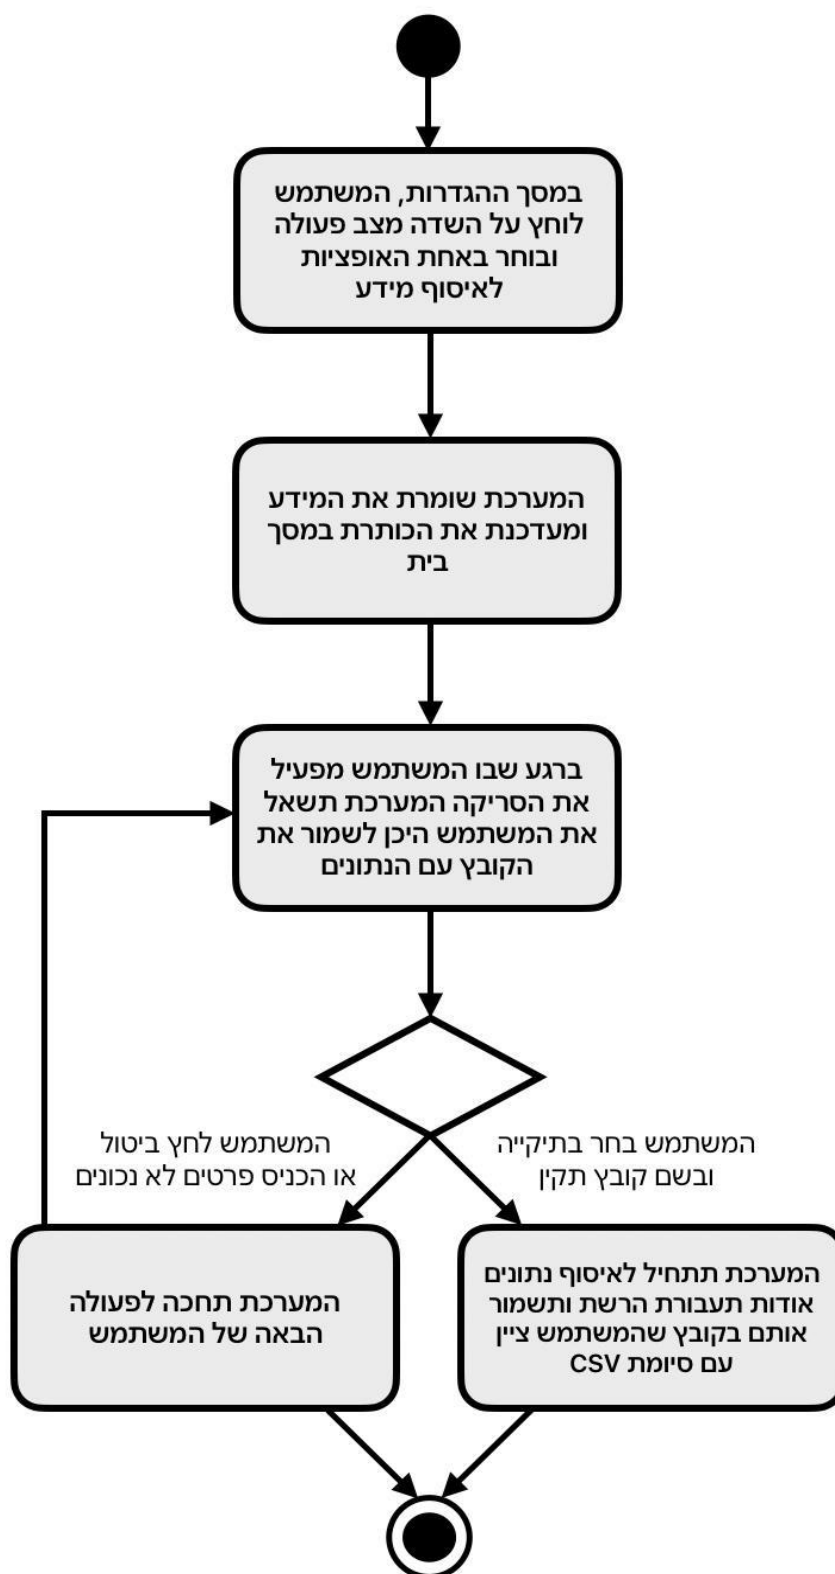 במסך ההגדרות, המשתמש
לוחץ על השדה מצב פעולה
ובוחר באחת האופציות
לאיסוף מידע
המערכת שומרת את המידע
ומעדכנת את הכותרת במסך
בית
ברגע שבו המשתמש מפעיל
את הסריקה המערכת תשאל
את המשתמש היכן לשמור את
הקובץ עם הנתונים
המשתמש בחר בתיקייה
ובשם קובץ תקין
המשתמש לחץ ביטול
או הכניס פרטים לא נכונים
המערכת תתחיל לאיסוף נתונים
אודות תעבורת הרשת ותשמור
אותם בקובץ שהמשתמש ציין
עם סיומת CSV
המערכת תחכה לפעולה
הבאה של המשתמש